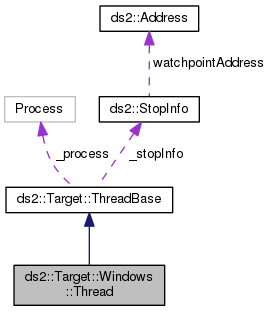 ds2::Address
watchpointAddress
Process
ds2::StopInfo
_process
_stopInfo
ds2::Target::ThreadBase
ds2::Target::Windows
::Thread